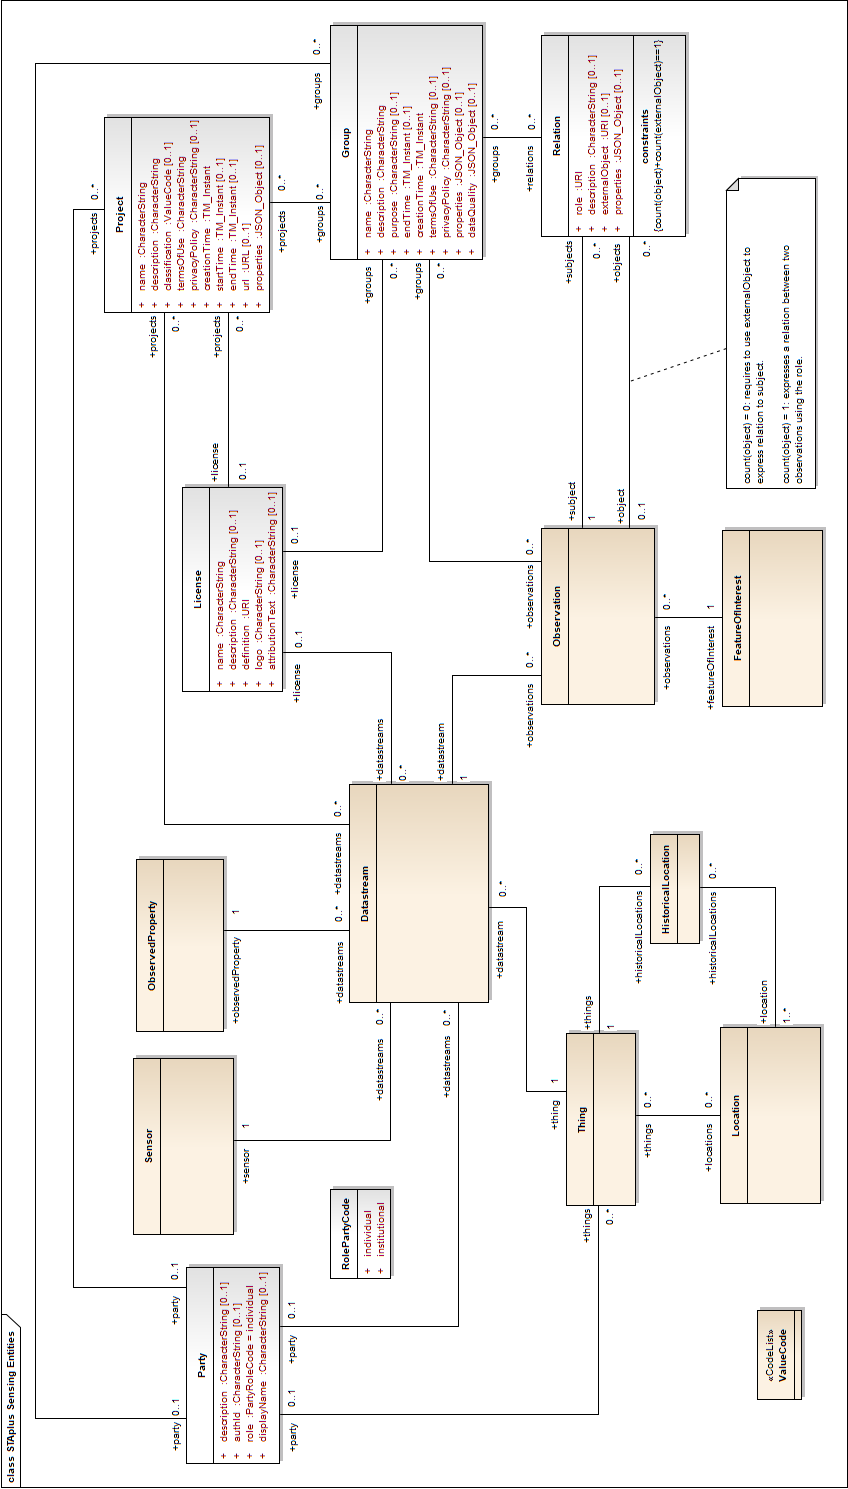 class STAplus Sensing Entities
Party
+ description :CharacterString [0..1]
+ authId :CharacterString [0..1]
+ role :PartyRoleCode = individual
+ displayName :CharacterString [0..1]
+party 0..1
+party
0..1
+party
0..1
+party
0..1
Sensor
+sensor
1
ObservedProperty
+observedProperty
1
RolePartyCode
+ individual
+ institutional
«CodeList»
ValueCode
Project
+ name :CharacterString
+ description :CharacterString
+ classification :ValueCode [0..1]
+ termsOfUse :CharacterString
+ privacyPolicy :CharacterString [0..1]
+ creationTime :TM_Instant
+ startTime :TM_Instant [0..1]
+ endTime :TM_Instant [0..1]
+ url :URL [0..1]
+ properties :JSON_Object [0..1]
+projects
0..*
+projects
0..*
+projects
0..*
+projects
0..*
License
+ name :CharacterString
+ description :CharacterString [0..1]
+ definition :URI
+ logo :CharacterString [0..1]
+ attributionText :CharacterString [0..1]
+license
0..1
+license
0..1
+license
0..1
Group
+ name :CharacterString
+ description :CharacterString
+ purpose :CharacterString [0..1]
+ endTime :TM_Instant [0..1]
+ creationTime :TM_Instant
+ termsOfUse :CharacterString [0..1]
+ privacyPolicy :CharacterString [0..1]
+ properties :JSON_Object [0..1]
+ dataQuality :JSON_Object [0..1]
+groups
0..*
+groups
0..*
+groups
0..*
+groups
0..*
+groups
0..*
Relation
+ role :URI
+ description :CharacterString [0..1]
+ externalObject :URI [0..1]
+ properties :JSON_Object [0..1]
constraints
{count(object)+count(externalObject)==1}
+relations
0..*
+subjects
0..*
+objects
0..*
count(object) = 0: requires to use externalObject to
express relation to subject.
count(object) = 1: expresses a relation between two
observations using the role.
Datastream
+datastreams
0..*
+datastreams
0..*
+datastreams
0..*
+datastreams
0..*
+datastreams
0..*
+datastream
1
+datastream
0..*
Observation
+subject
1
+object
0..1
+observations
0..*
+observations
0..*
+observations
0..*
FeatureOfInterest
+featureOfInterest
1
Thing
+thing
1
+things
0..*
+things
1
+things
0..*
HistoricalLocation
+historicalLocations
0..*
+historicalLocations
0..*
Location
+locations
0..*
+location
1..*